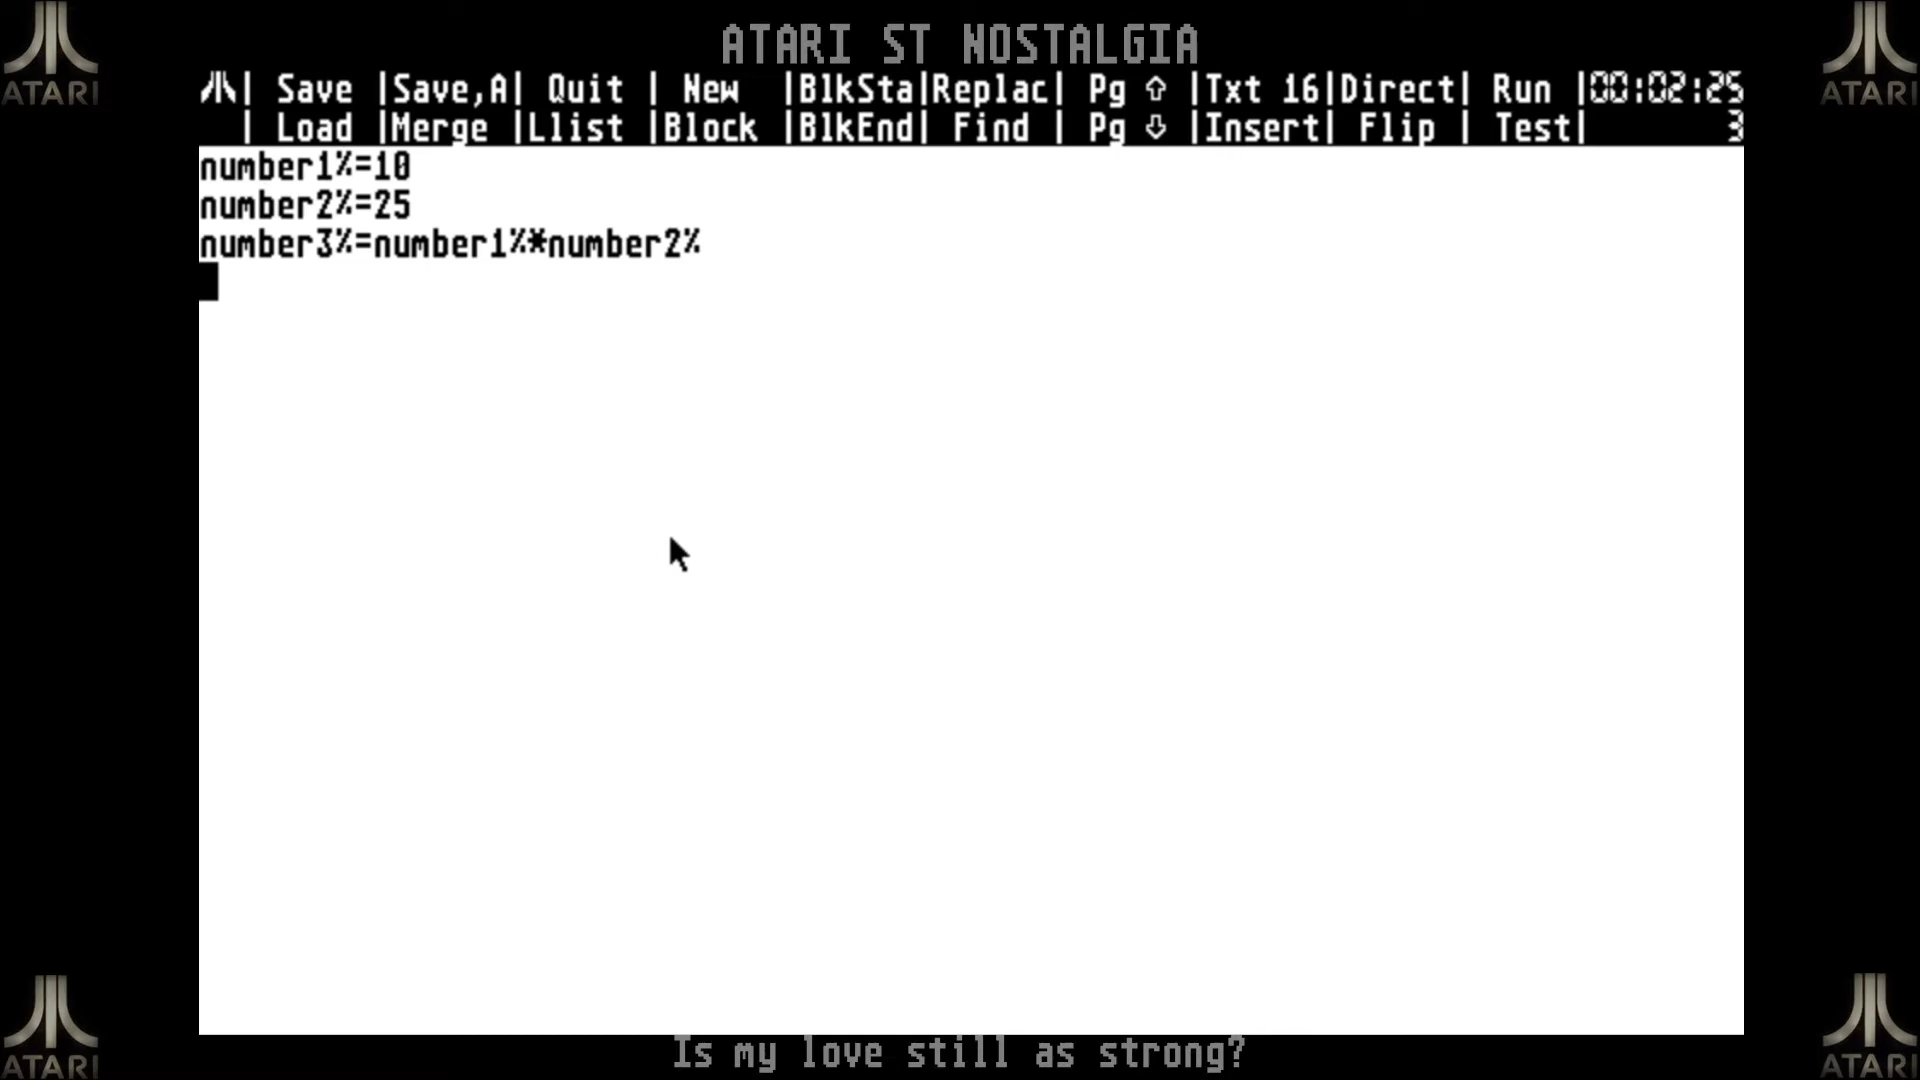 ATARI ST NOSTALGIA
ATARI
ATARI
| Save |Save,A| Quit | New |BlkSta|Replac| Pg ⇧ |Txt 16|Direct| Run |00:02:25
| Load |Merge |Llist |Block |BlkEnd| Find | Pg ⇩ |Insert| Flip | Test| 3
number1%=10
number2%=25
number3%=number1%*number2%
Is my love still as strong?
ATARI
ATARI